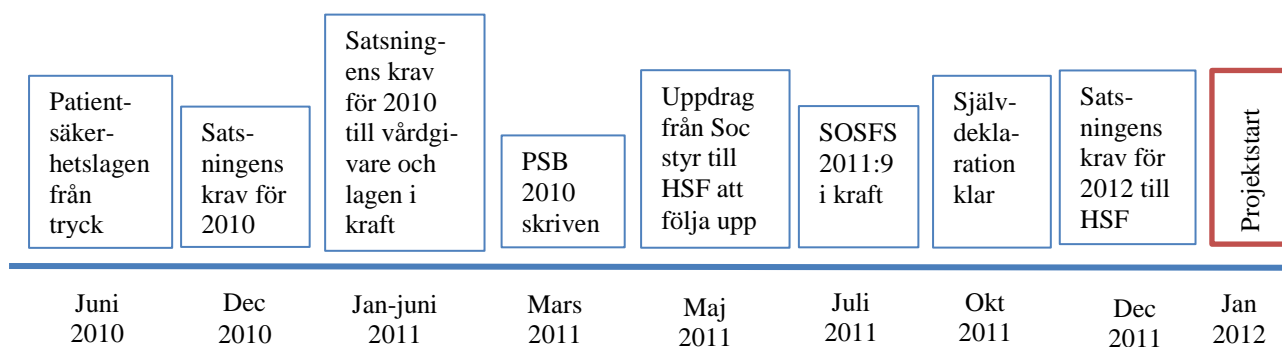 Patient-
säker-
hetslagen
från
tryck
Sats-
ningens
krav för
2010
Satsning-
ens krav
för 2010
till vårdgi-
vare och
lagen i
kraft
PSB
2010
skriven
Uppdrag
från Soc
styr till
HSF att
följa upp
SOSFS
2011:9
i kraft
Själv-
dekla-
ration
klar
Sats-
ningens
krav för
2012 till
HSF
Projektstart
Juni
2010
Dec
2010
Jan-juni
2011
Mars
2011
Maj
2011
Juli
2011
Okt
2011
Dec
2011
Jan
2012